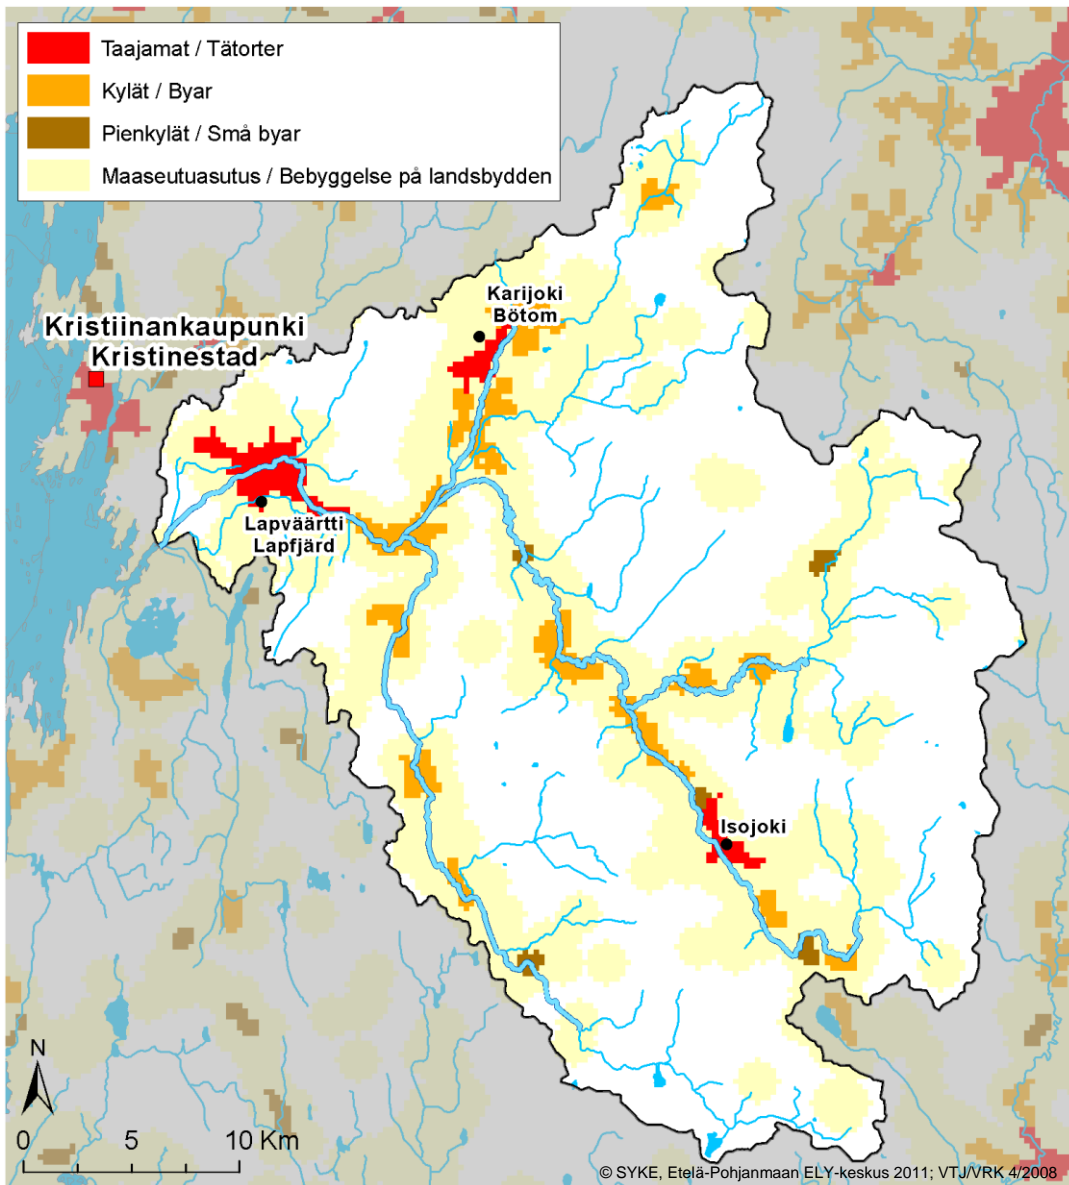 Taajamat / Tätorter
Kylät / Byar
Pienkylät / Små byar
Maaseutuasutus / Bebyggelse på landsbydden
Karijoki
Bötom
Kristiinankaupunki
Kristinestad
Lapväärtti
Lapfjärd
Isojoki
N
0 5 10 Km
© SYKE, Etelä-Pohjanmaan ELY-keskus 2011; VTJ/VRK 4/2008